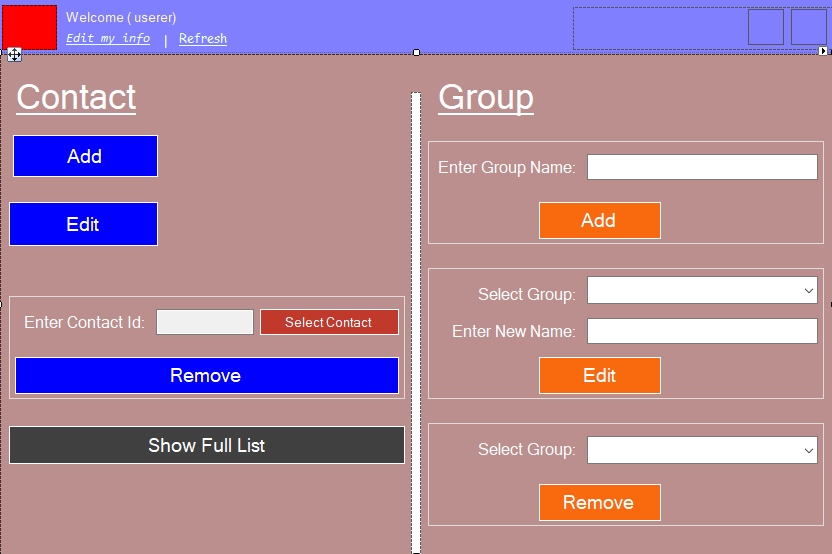 Welcome ( userer)
Edit my info | Refresh
Contact
Add
Edit
Enter Contact Id: Select Contact
Remove
Show Full List
Group
Enter Group Name:
Add
Select Group:
Enter New Name:
Edit
Select Group:
Remove